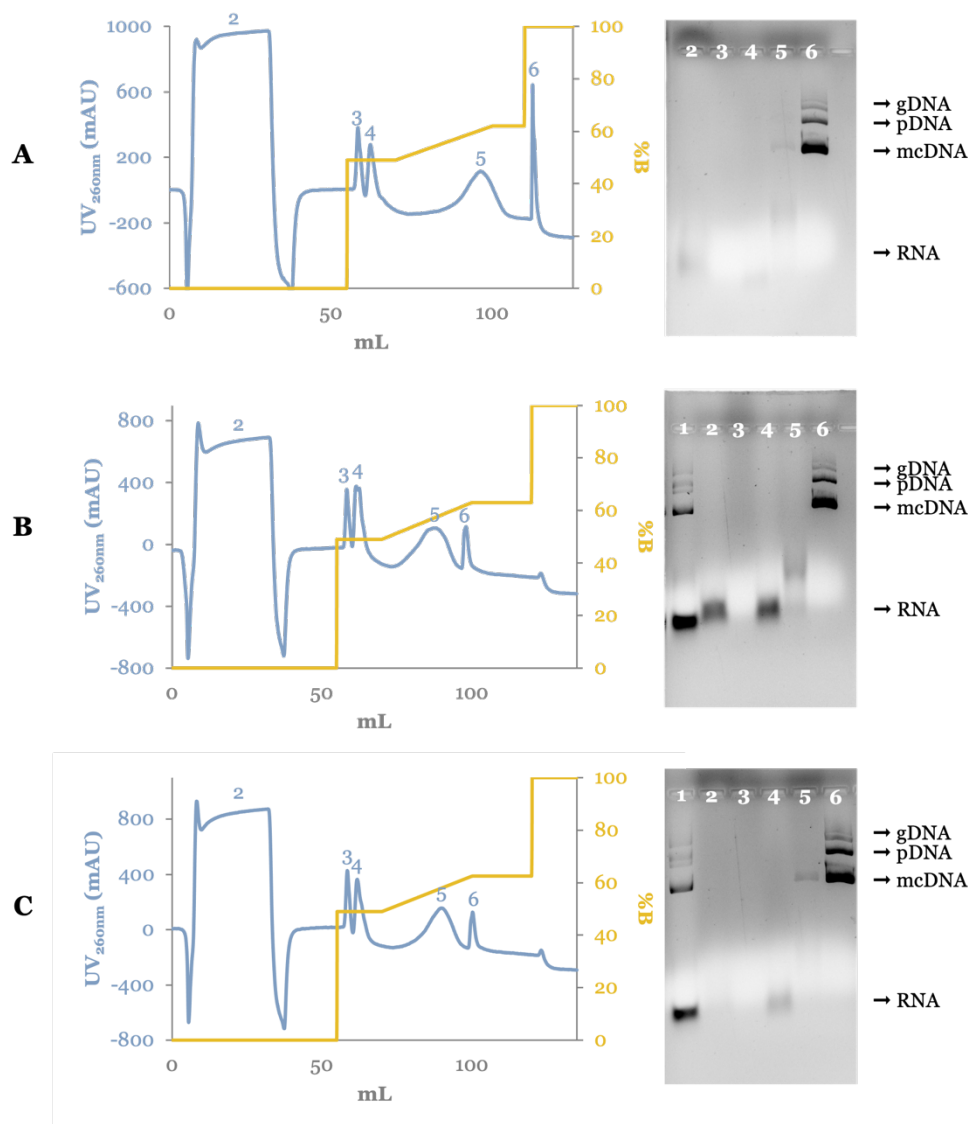 A
1000
600
200
-200
-600
UV260nm (mAU)
2
3
4
5
6
100
80
60
40
20
0
%B
0
50
100
mL
2 3 4 5 6
→ gDNA
→ pDNA
→ mcDNA
→ RNA
B
800
400
0
-400
-800
UV260nm (mAU)
2
3
4
5
6
100
80
60
40
20
0
%B
0
50
100
mL
1 2 3 4 5 6
→ gDNA
→ pDNA
→ mcDNA
→ RNA
C
800
400
0
-400
-800
UV260nm (mAU)
2
3
4
5
6
100
80
60
40
20
0
%B
0
50
100
mL
1 2 3 4 5 6
→ gDNA
→ pDNA
→ mcDNA
→ RNA